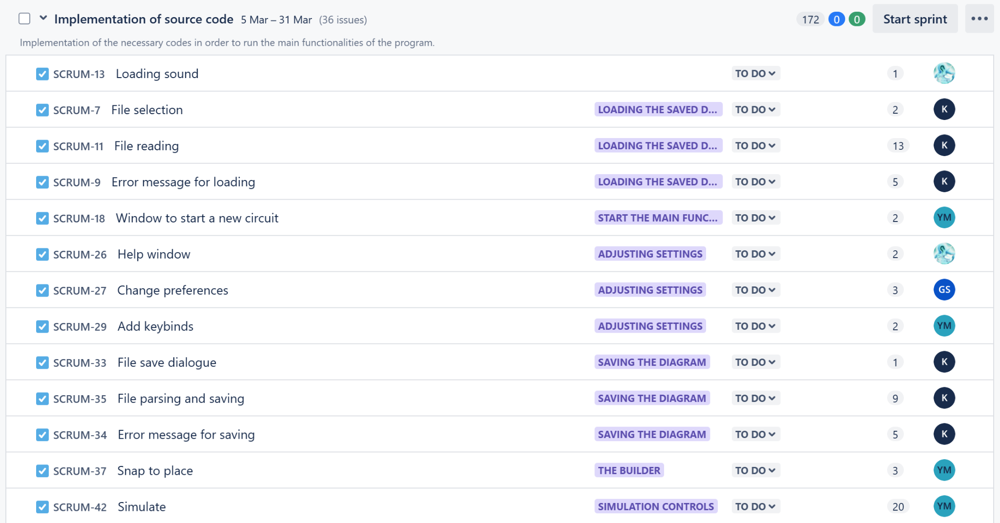 Implementation of source code 5 Mar – 31 Mar (36 issues) 172 0 0 Start sprint
Implementation of the necessary codes in order to run the main functionalities of the program.
SCRUM-13 Loading sound TO DO 1
SCRUM-7 File selection LOADING THE SAVED D... TO DO 2 K
SCRUM-11 File reading LOADING THE SAVED D... TO DO 13 K
SCRUM-9 Error message for loading LOADING THE SAVED D... TO DO 5 K
SCRUM-18 Window to start a new circuit START THE MAIN FUNC... TO DO 2 YM
SCRUM-26 Help window ADJUSTING SETTINGS TO DO 2
SCRUM-27 Change preferences ADJUSTING SETTINGS TO DO 3 GS
SCRUM-29 Add keybinds ADJUSTING SETTINGS TO DO 2 YM
SCRUM-33 File save dialogue SAVING THE DIAGRAM TO DO 1 K
SCRUM-35 File parsing and saving SAVING THE DIAGRAM TO DO 9 K
SCRUM-34 Error message for saving SAVING THE DIAGRAM TO DO 5 K
SCRUM-37 Snap to place THE BUILDER TO DO 3 YM
SCRUM-42 Simulate SIMULATION CONTROLS TO DO 20 YM